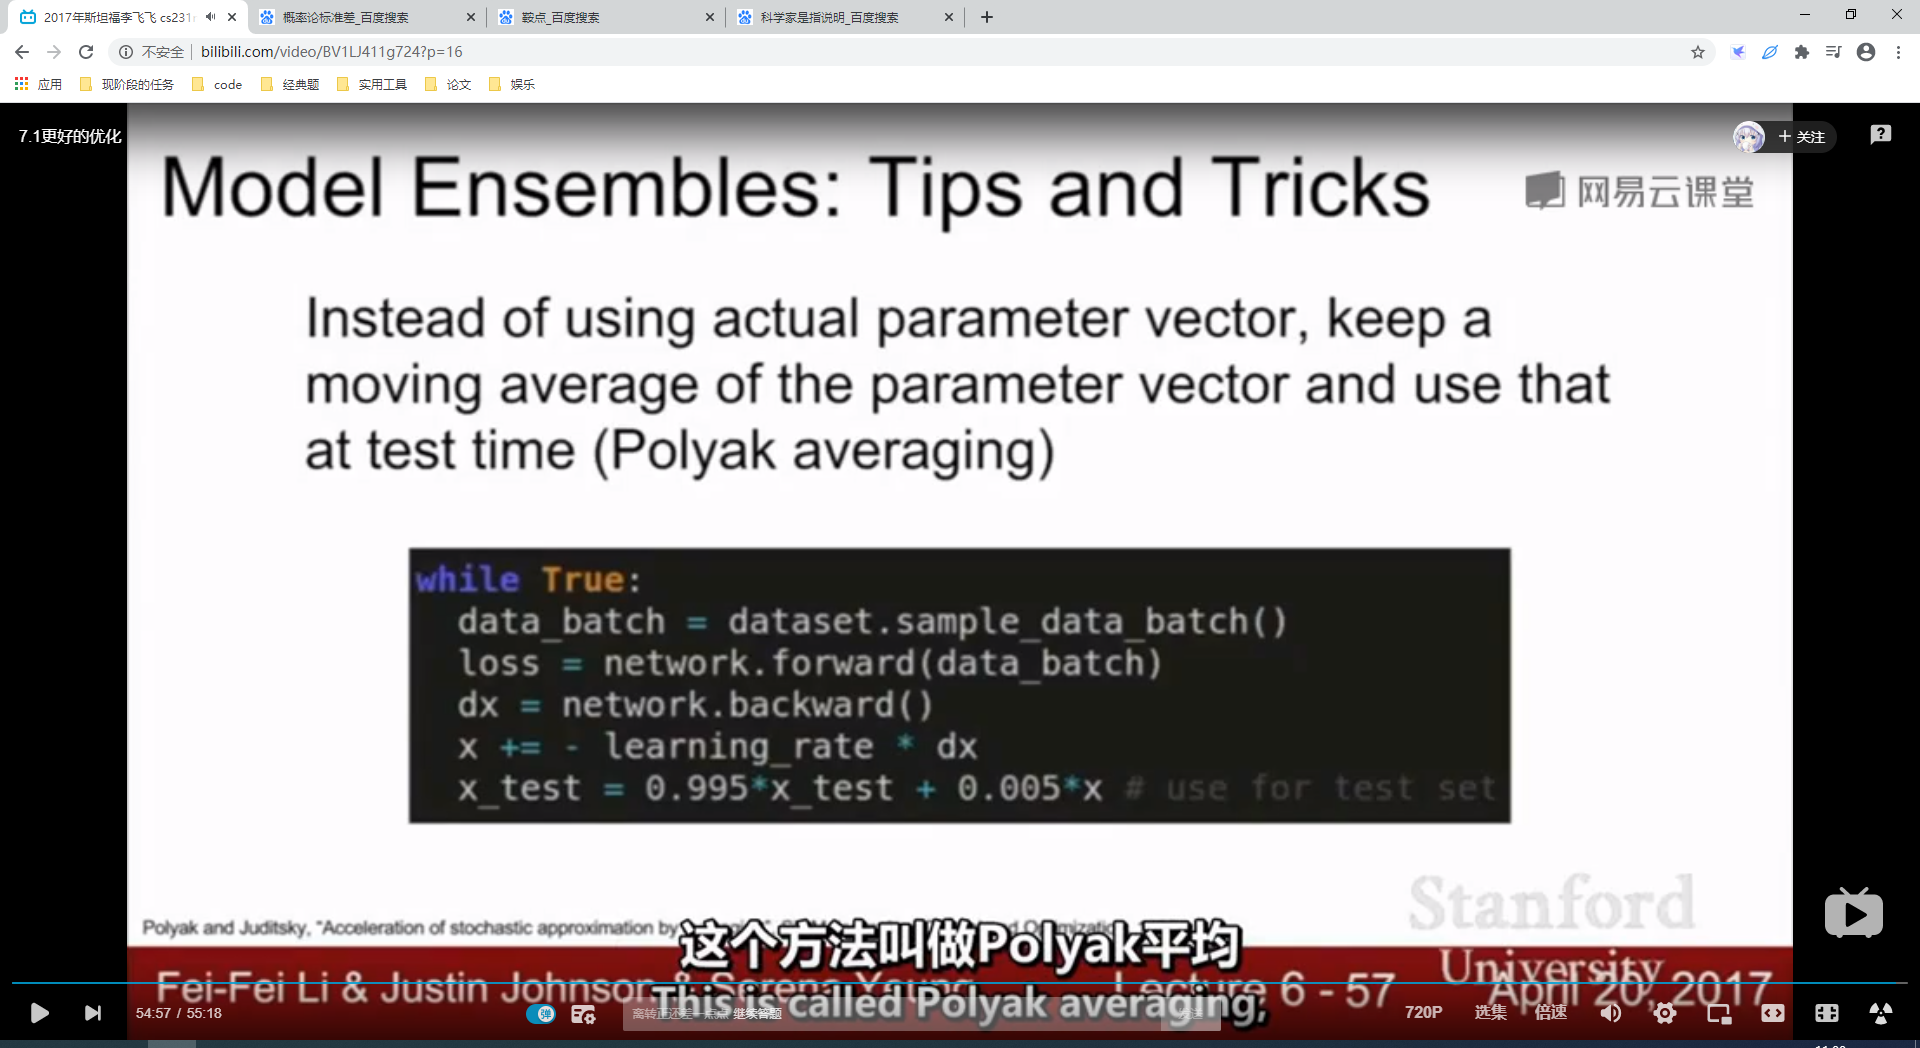 2017年斯坦福李飞飞 cs231
概率论标准差_百度搜索
鞍点_百度搜索
科学家是指说明_百度搜索
不安全
bilibili.com/video/BV1LJ411g724?p=16
应用
现阶段的任务
code
经典题
实用工具
论文
娱乐
7.1更好的优化
+ 关注
Model Ensembles: Tips and Tricks
网易云课堂
Instead of using actual parameter vector, keep a
moving average of the parameter vector and use that
at test time (Polyak averaging)
while True:
data_batch = dataset.sample_data_batch()
loss = network.forward(data_batch)
dx = network.backward()
x += - learning_rate * dx
x_test = 0.995*x_test + 0.005*x # use for test set
Stanford
University
Polyak and Juditsky, "Acceleration of stochastic approximation by
这个方法叫做Polyak平均
Fei-Fei Li & Justin Johnson & Serena Yeung
Lecture 6 - 57
April 20, 2017
This is called Polyak averaging,
54:57 / 55:18
弹
继续答题
720P
选集
倍速